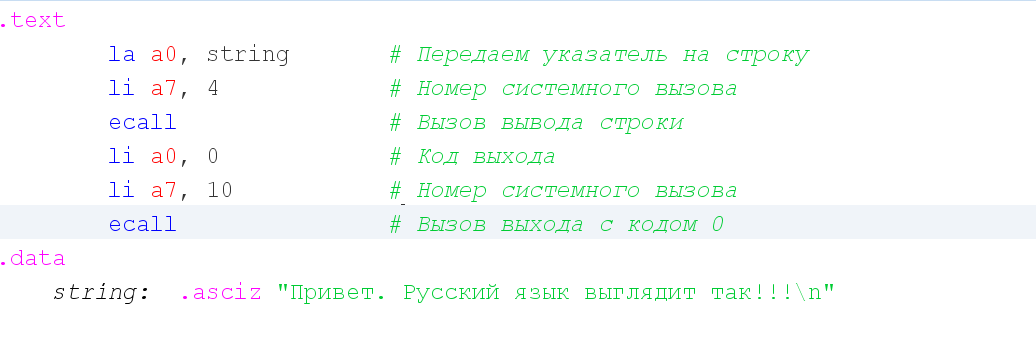 .text
la a0, string # Передаем указатель на строку
li a7, 4 # Номер системного вызова
ecall # Вызов вывода строки
li a0, 0 # Код выхода
li a7, 10 # Номер системного вызова
ecall # Вызов выхода с кодом 0
.data
string: .asciz "Привет. Русский язык выглядит так!!!\n"